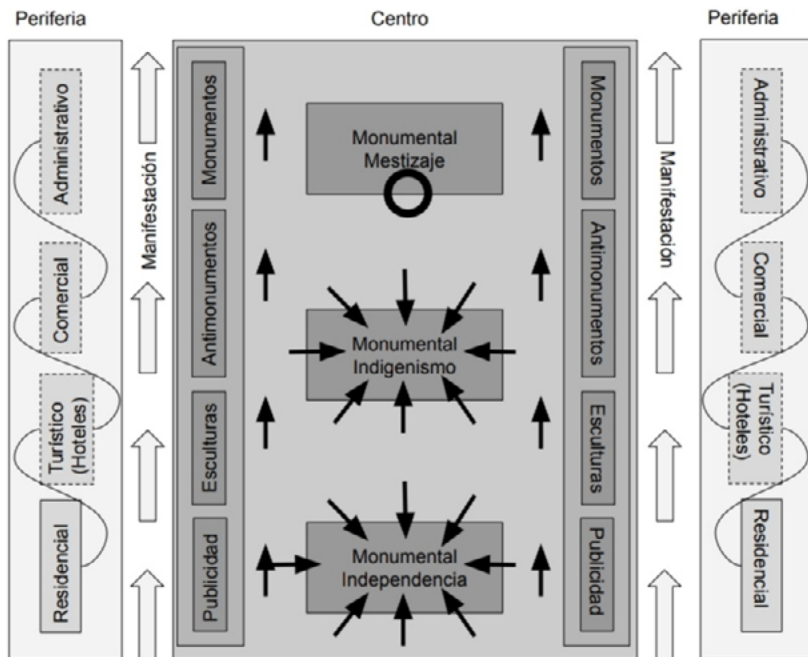 Periferia
Centro
Periferia
Administrativo
Comercial
Turístico
(Hoteles)
Residencial
Manifestación
Monumentos
Antimonumentos
Esculturas
Publicidad
Monumental
Mestizaje
Monumental
Indigenismo
Monumental
Independencia
Monumentos
Antimonumentos
Esculturas
Publicidad
Manifestación
Administrativo
Comercial
Turístico
(Hoteles)
Residencial